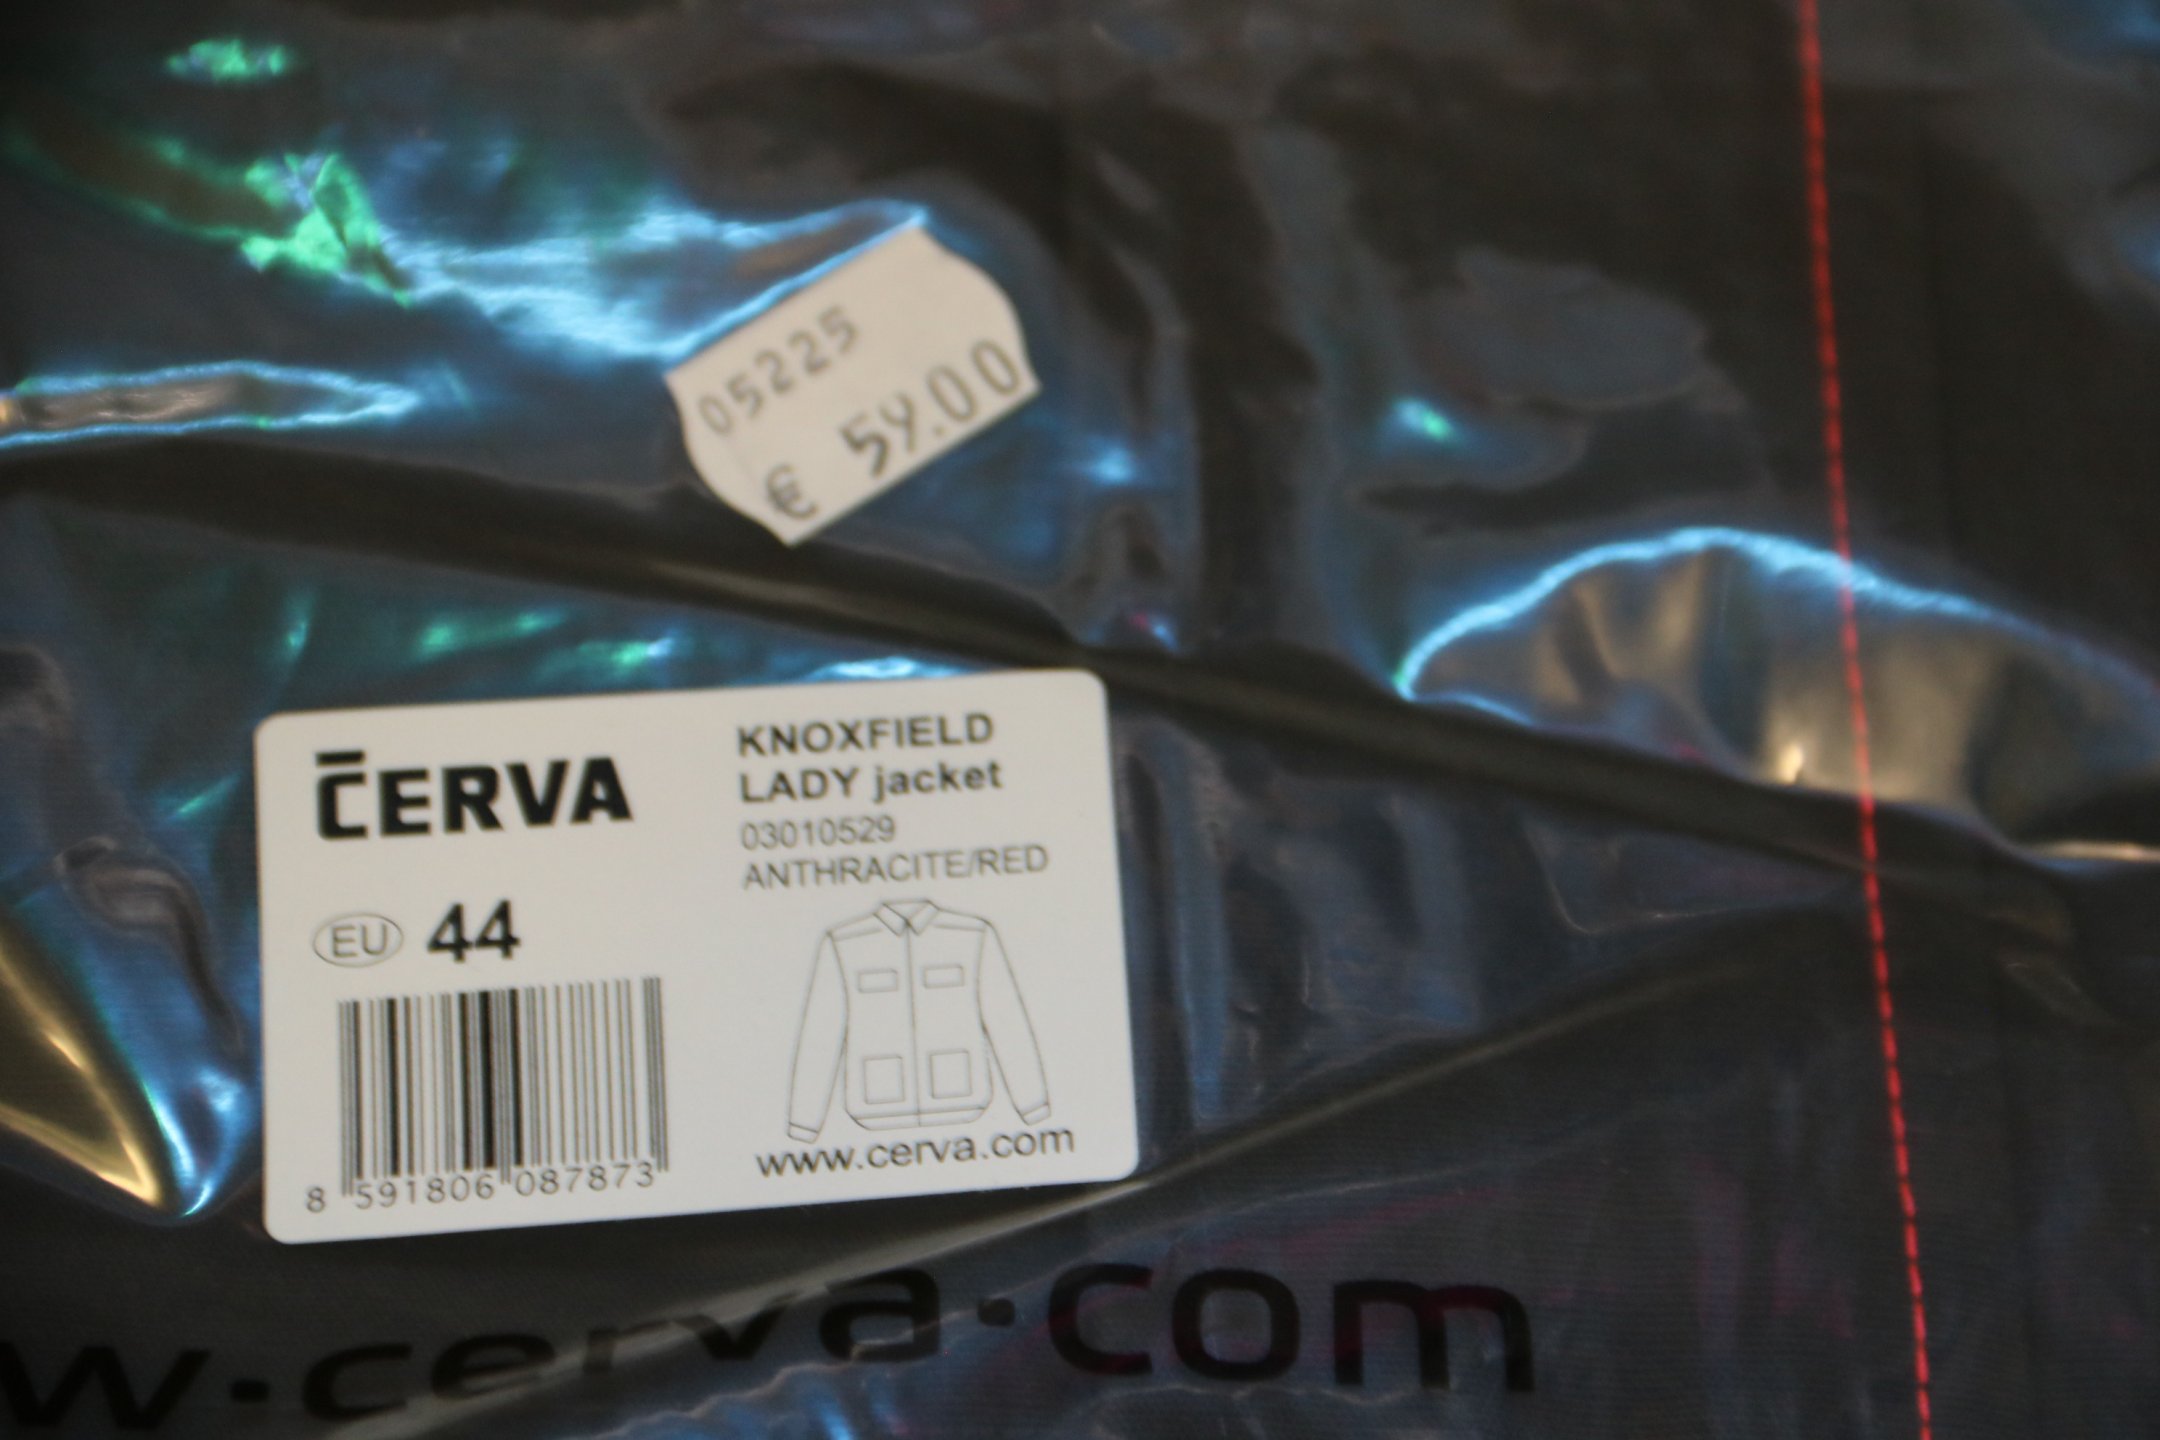 05225
€ 59.00
ČERVA
KNOXFIELD
LADY jacket
03010529
ANTHRACITE/RED
EU 44
8 591806 087873
www.cerva.com
w.cerva.com